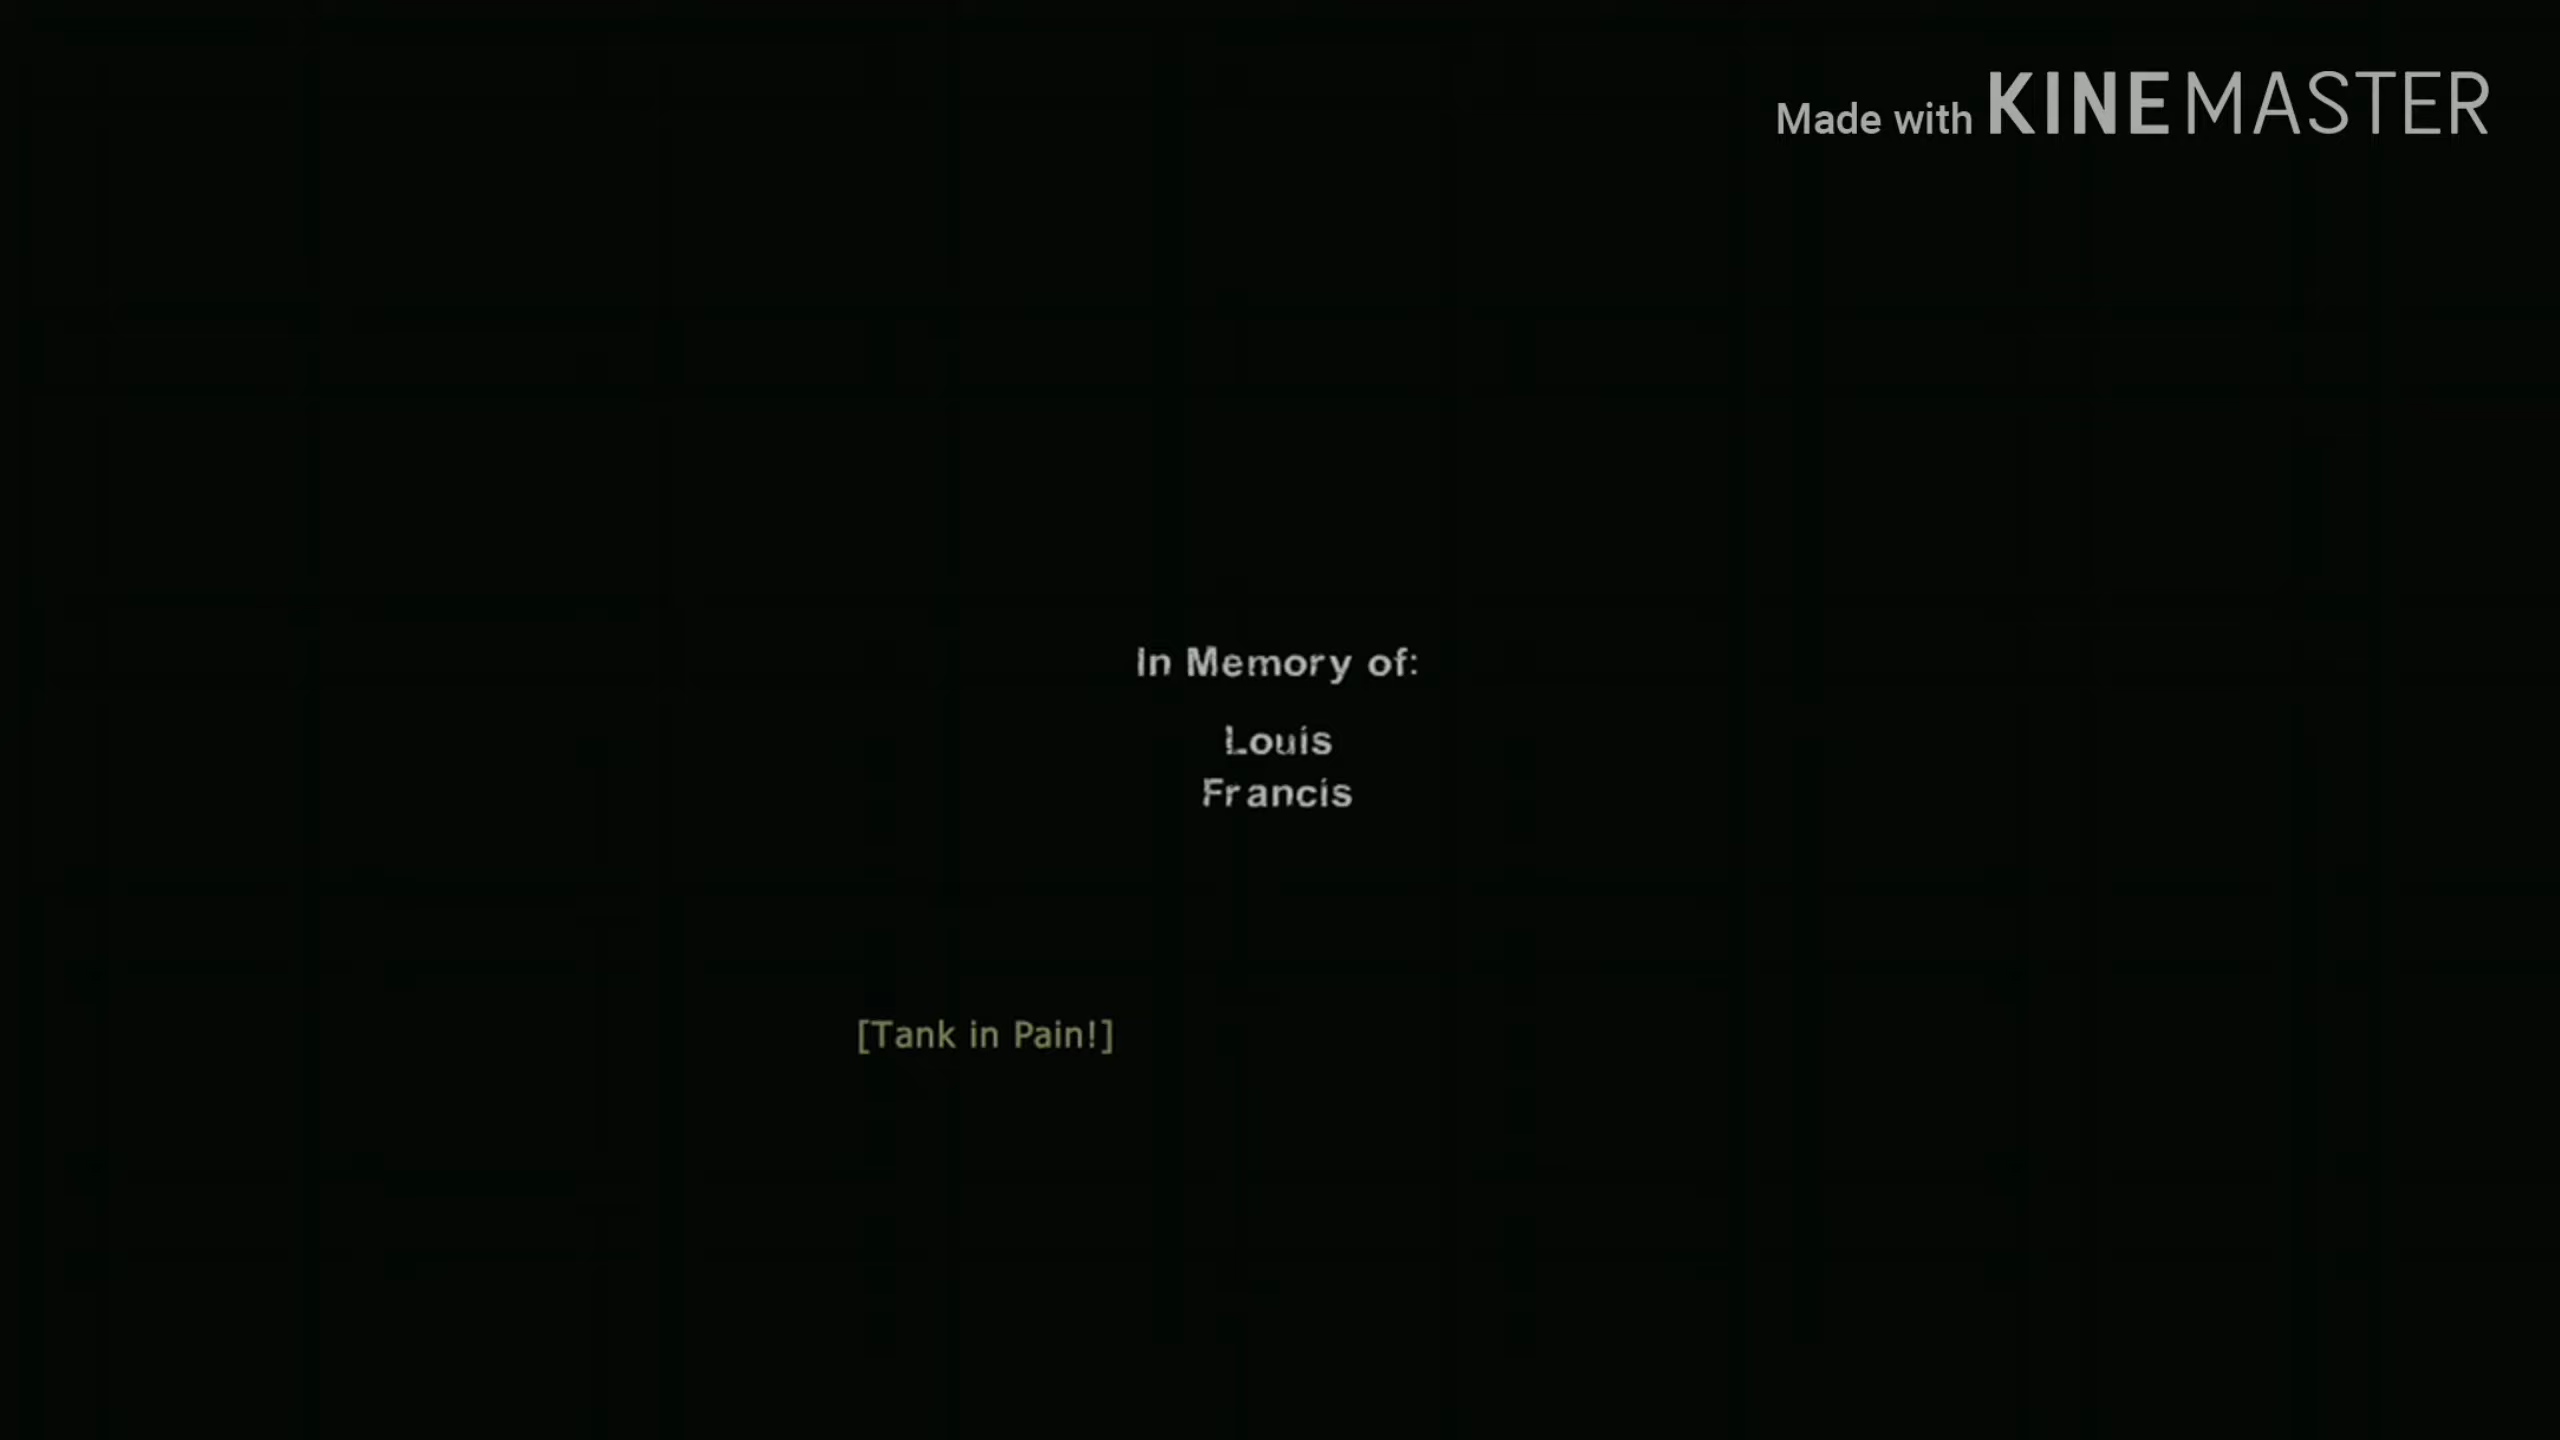 Made with KINEMASTER
In Memory of:
Louis
Francis
[Tank in Pain!]